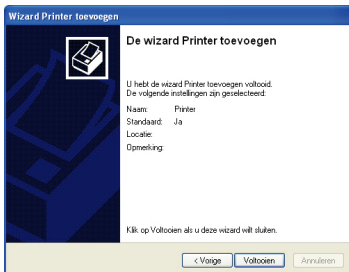 Wizard Printer toevoegen
De wizard Printer toevoegen
U hebt de wizard Printer toevoegen voltooid.
De volgende instellingen zijn geselecteerd:
Naam: Printer
Standaard: Ja
Locatie:
Opmerking:
Klik op Voltooien als u deze wizard wilt sluiten.
< Vorige Voltooien Annuleren